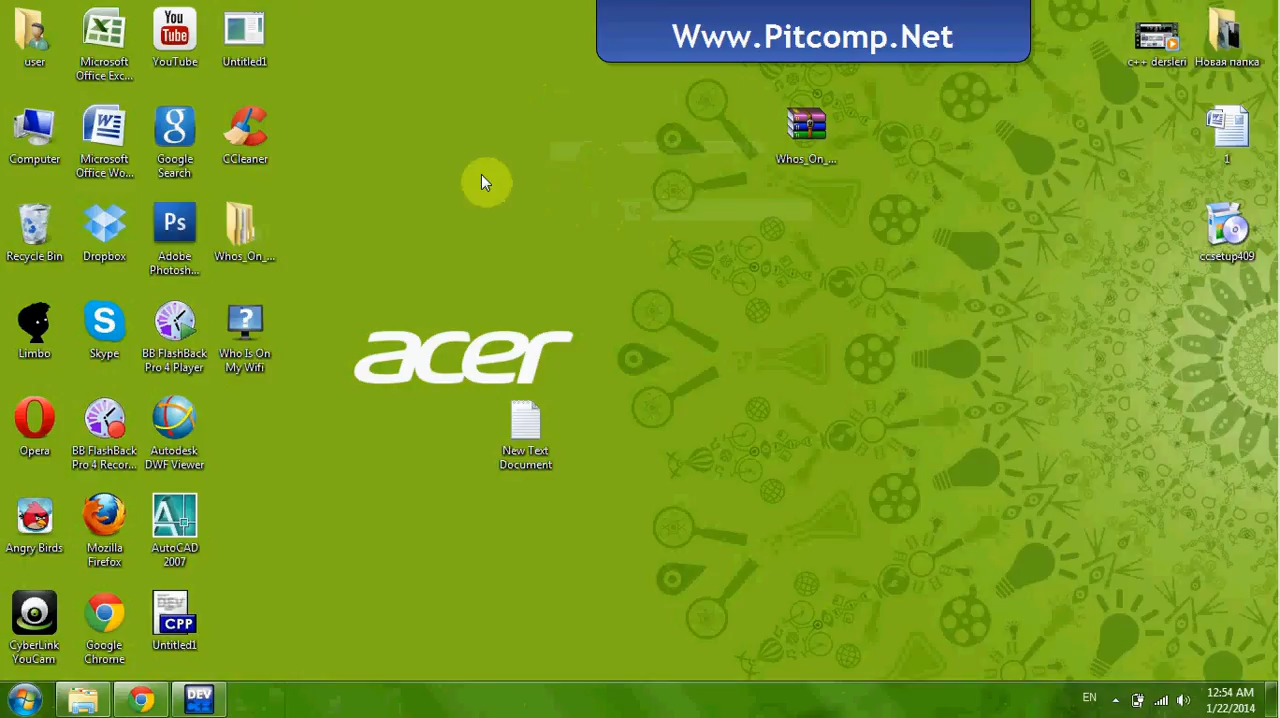 Www.Pitcomp.Net
user
Microsoft
Office Exc...
You
Tube
YouTube
Untitled1
c++ dersleri
Новая папка
Computer
Microsoft
Office Wo...
g
Google
Search
CCleaner
Whos_On_...
1
Recycle Bin
Dropbox
Ps
Adobe
Photosh...
Whos_On_...
ccsetup409
Limbo
Skype
BB FlashBack
Pro 4 Player
Who Is On
My Wifi
acer
Opera
BB FlashBack
Pro 4 Recor...
Autodesk
DWF Viewer
New Text
Document
Angry Birds
Mozilla
Firefox
AutoCAD
2007
CyberLink
YouCam
Google
Chrome
CPP
Untitled1
DEV
EN
12:54 AM
1/22/2014